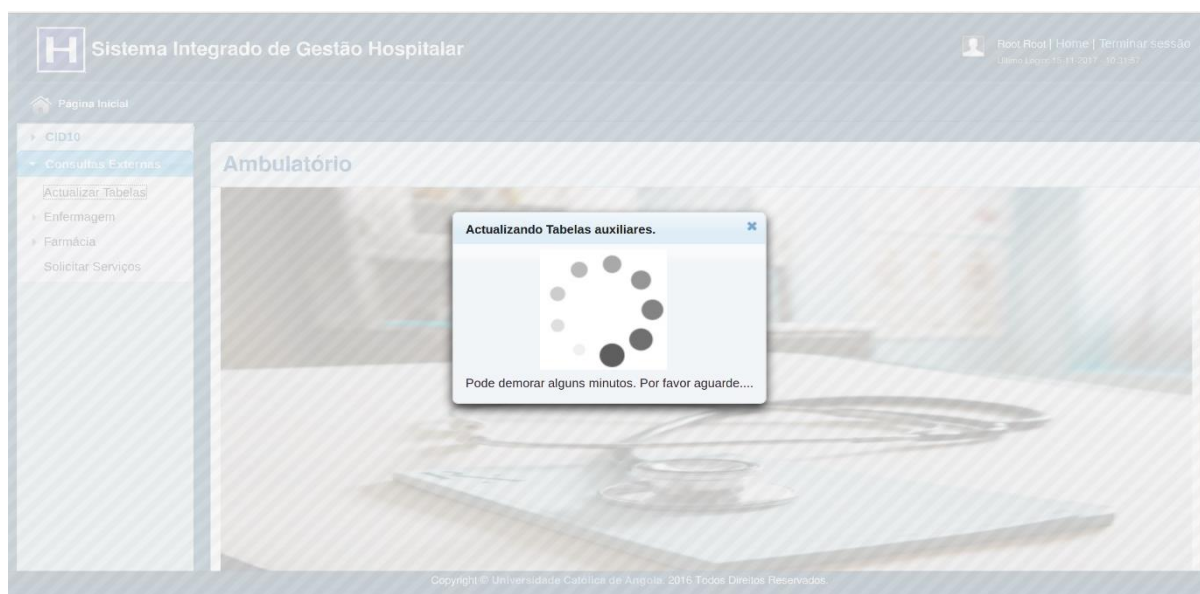 H Sistema Integrado de Gestão Hospitalar
Root Root | Home | Terminar sessão
Página Inicial
CID10
Consultas Externas
Actualizar Tabelas
Enfermagem
Farmácia
Solicitar Serviços
Ambulatório
Actualizando Tabelas auxiliares.
Pode demorar alguns minutos. Por favor aguarde....
Copyright © Universidade Católica de Angola. 2016 Todos Direitos Reservados.